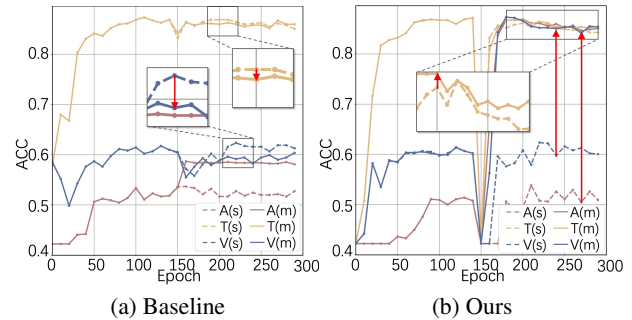 0.8
0.7
ACC
0.6
0.5
0.4
A(s) A(m)
T(s) T(m)
V(s) V(m)
0 50 100 150 200 250 300
Epoch
(a) Baseline
0.8
0.7
ACC
0.6
0.5
0.4
A(s) A(m)
T(s) T(m)
V(s) V(m)
0 50 100 150 200 250 300
Epoch
(b) Ours